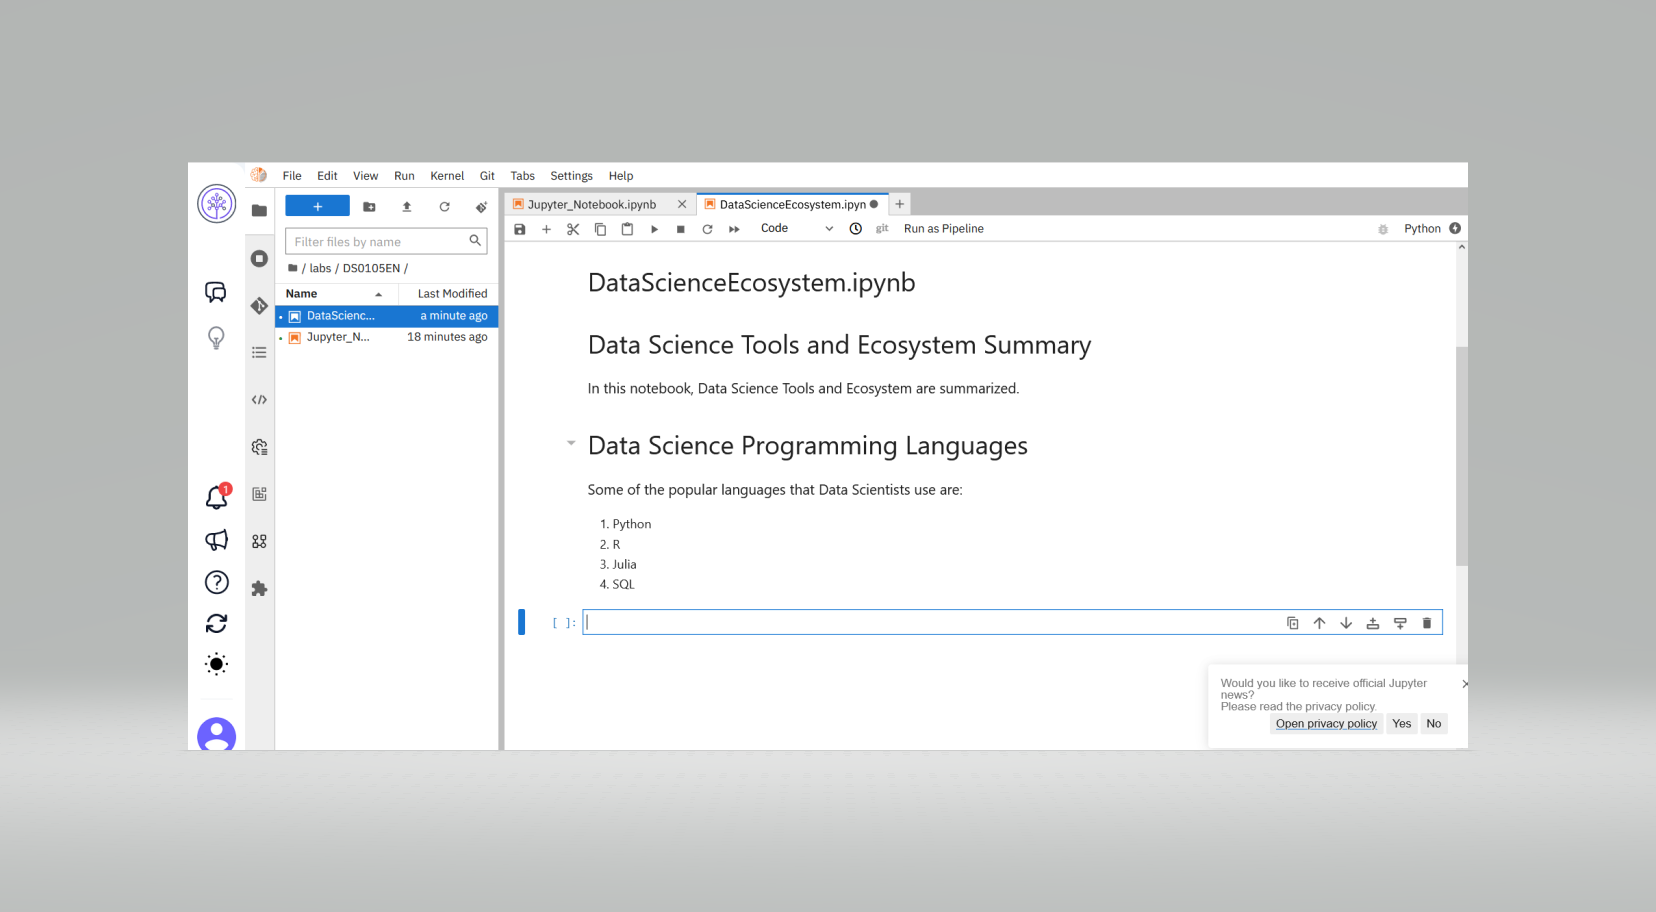 File Edit View Run Kernel Git Tabs Settings Help
+
Filter files by name
/ labs / DS0105EN /
Name Last Modified
DataScienc... a minute ago
Jupyter_N... 18 minutes ago
1
Jupyter_Notebook.ipynb DataScienceEcosystem.ipyn +
Code git Run as Pipeline Python
DataScienceEcosystem.ipynb
Data Science Tools and Ecosystem Summary
In this notebook, Data Science Tools and Ecosystem are summarized.
Data Science Programming Languages
Some of the popular languages that Data Scientists use are:
1. Python
2. R
3. Julia
4. SQL
[ ]:
Would you like to receive official Jupyter
news?
Please read the privacy policy.
Open privacy policy Yes No